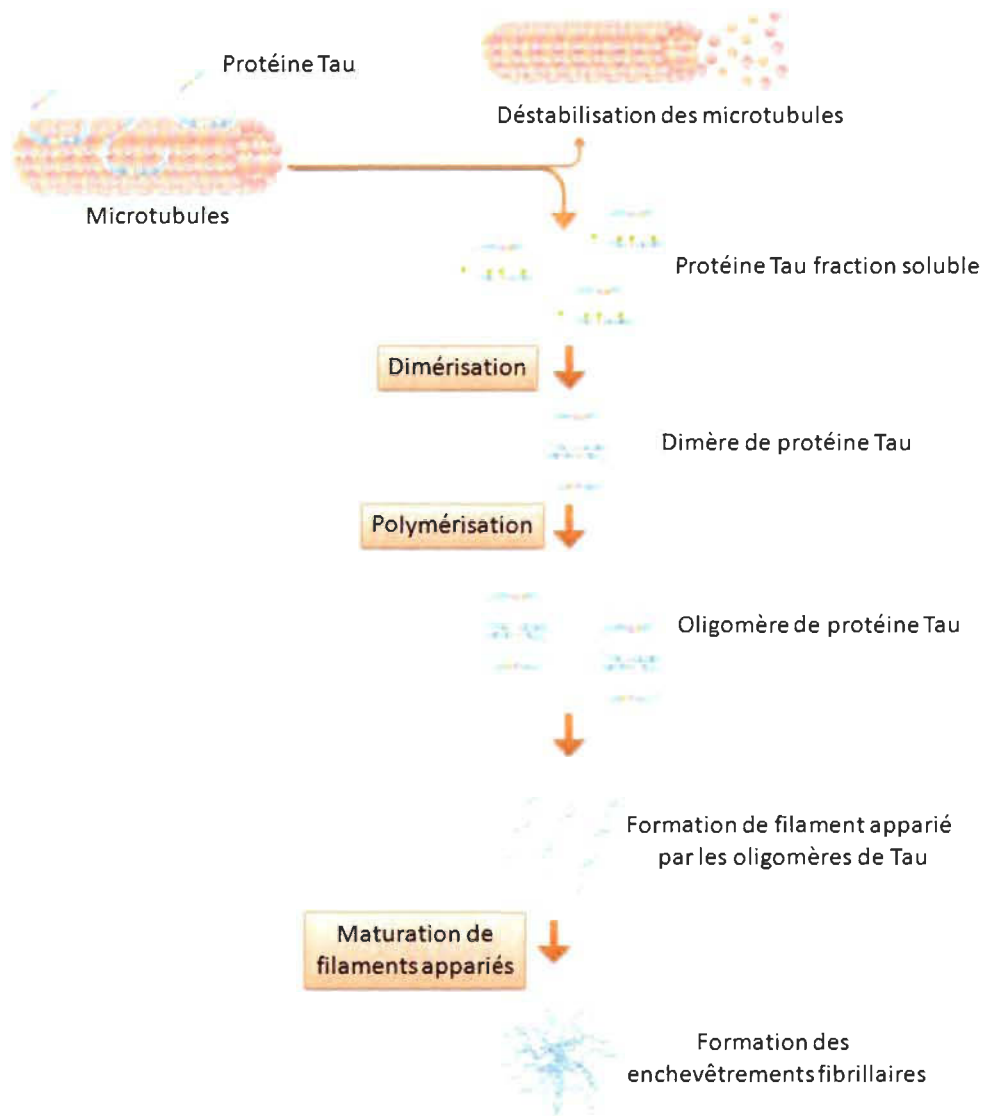 Protéine Tau
Déstabilisation des microtubules
Microtubules
Protéine Tau fraction soluble
Dimérisation
Dimère de protéine Tau
Polymérisation
Oligomère de protéine Tau
Formation de filament apparié
par les oligomères de Tau
Maturation de
filaments appariés
Formation des
enchevêtrements fibrillaires